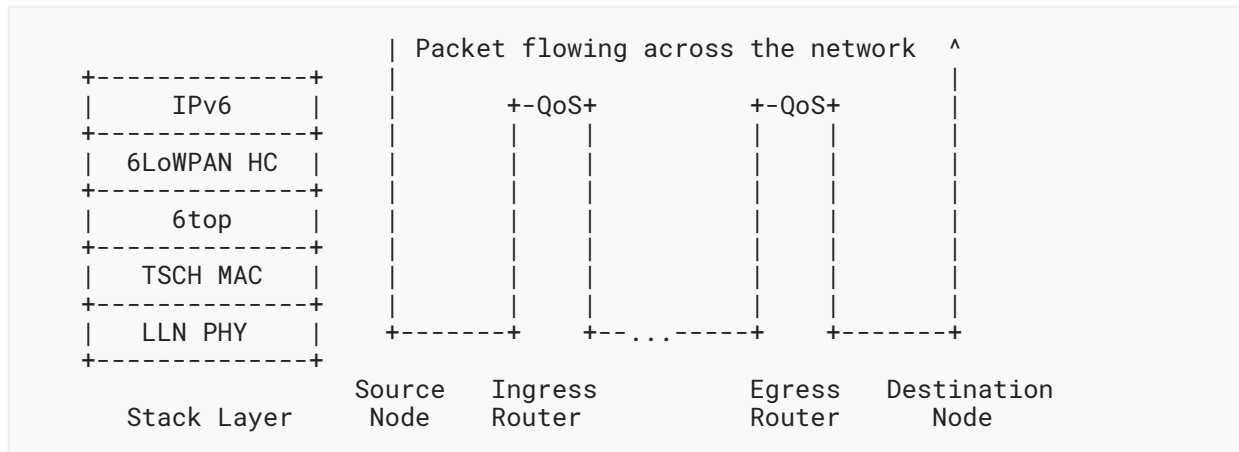 | Packet flowing across the network  ^
+--------------+    |                                    |
|     IPv6     |    |       +-QoS+          +-QoS+       |
+--------------+    |       |    |          |    |       |
|  6LoWPAN HC  |    |       |    |          |    |       |
+--------------+    |       |    |          |    |       |
|     6top     |    |       |    |          |    |       |
+--------------+    |       |    |          |    |       |
|   TSCH MAC   |    |       |    |          |    |       |
+--------------+    |       |    |          |    |       |
|   LLN PHY    |    +-------+    +--...-----+    +-------+
+--------------+
                  Source   Ingress          Egress   Destination
   Stack Layer     Node    Router           Router      Node